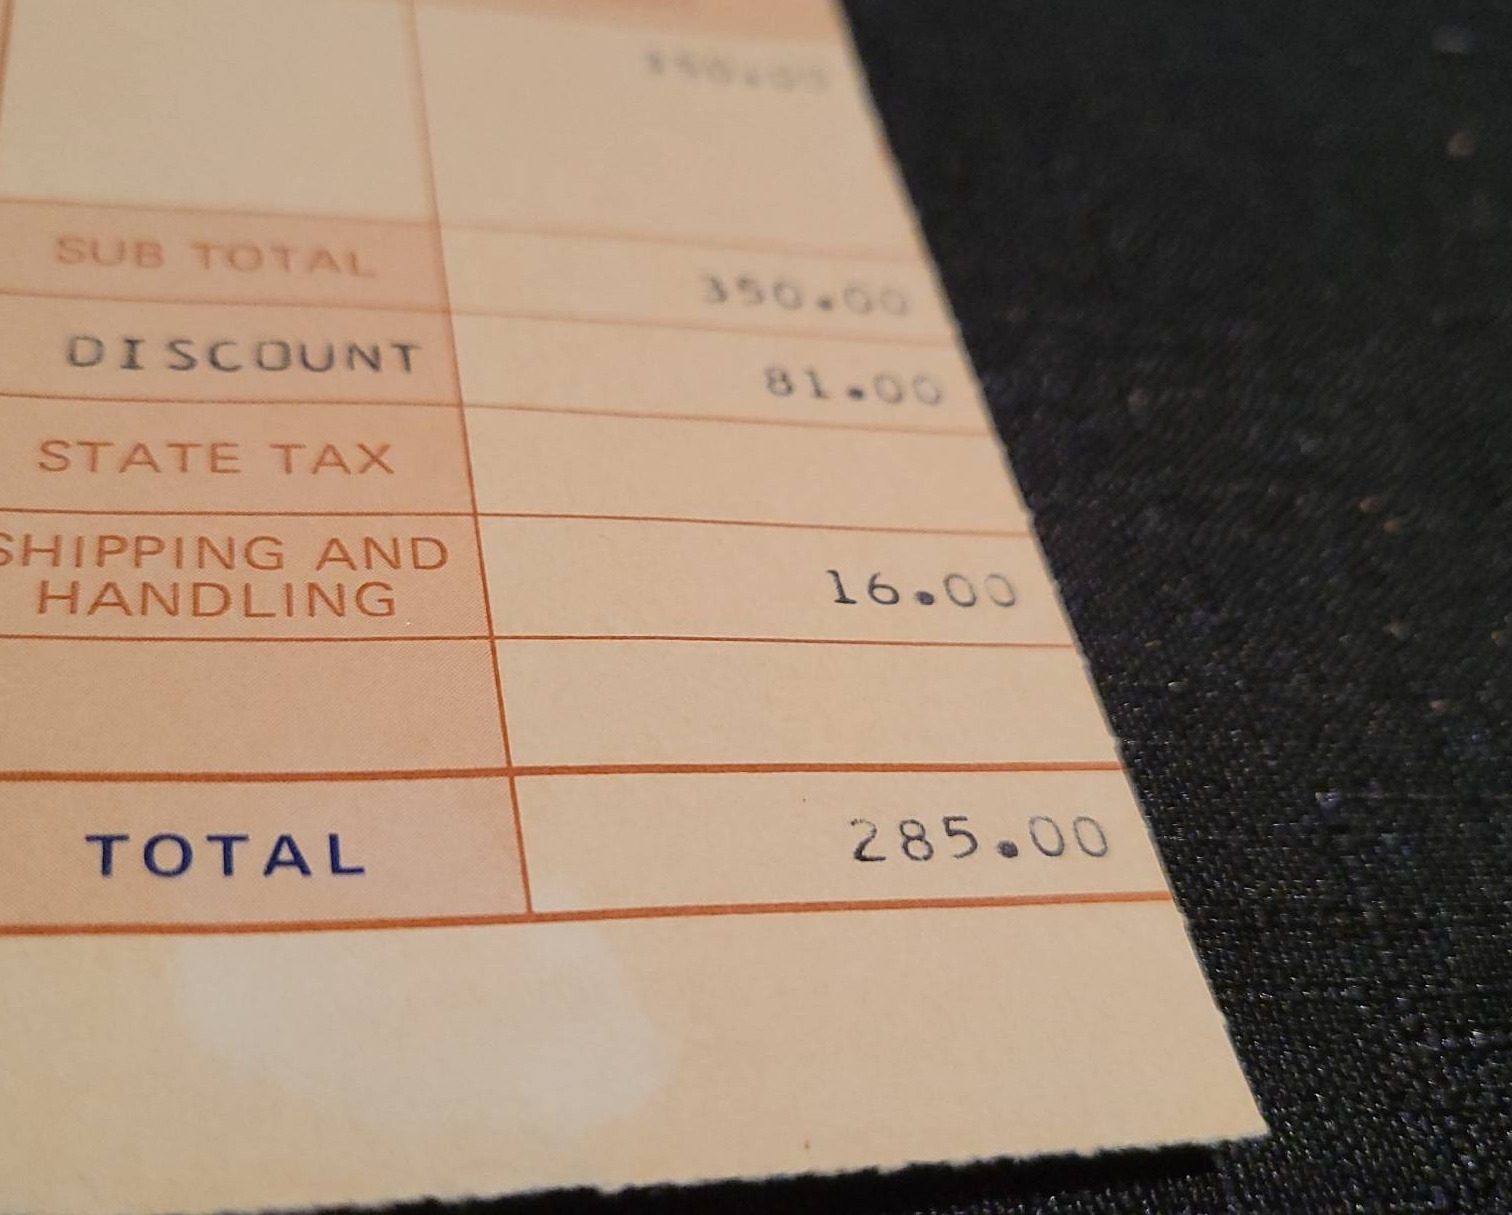 SUB TOTAL 350.00
DISCOUNT 81.00
STATE TAX
SHIPPING AND
HANDLING 16.00
TOTAL 285.00